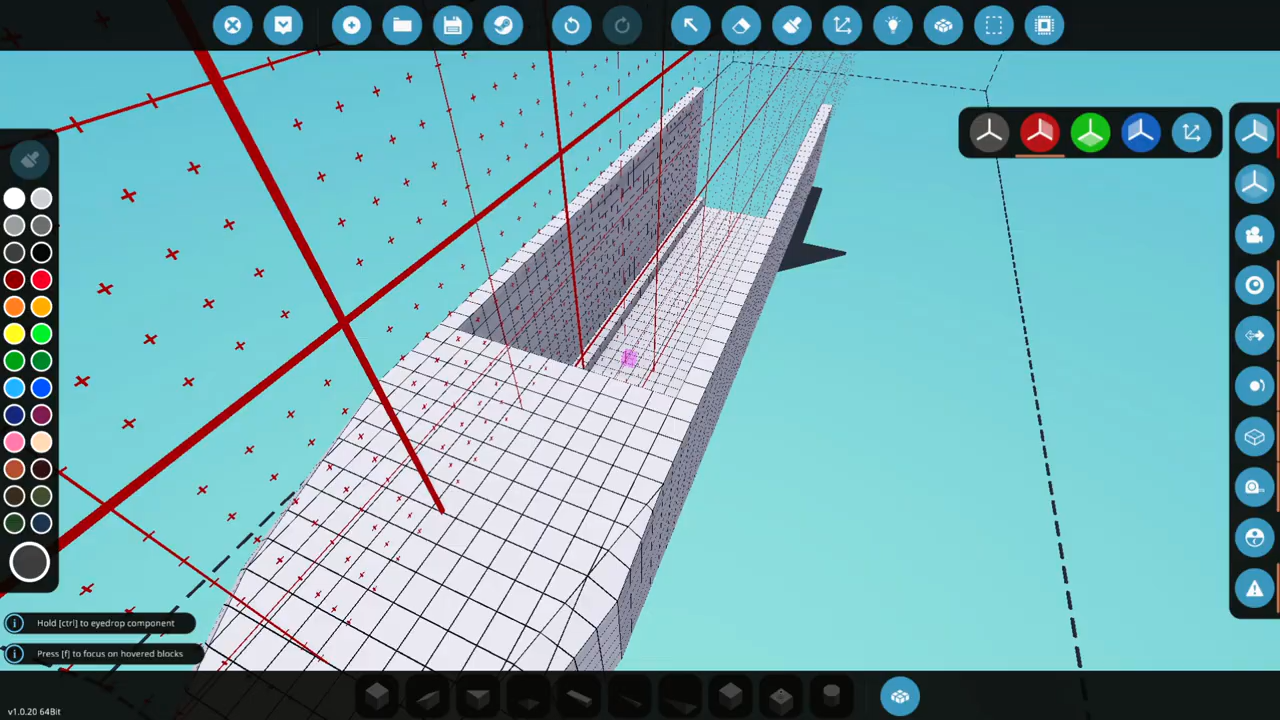 Hold [ctrl] to eyedrop component
Press [f] to focus on hovered blocks
v1.0.20 64Bit